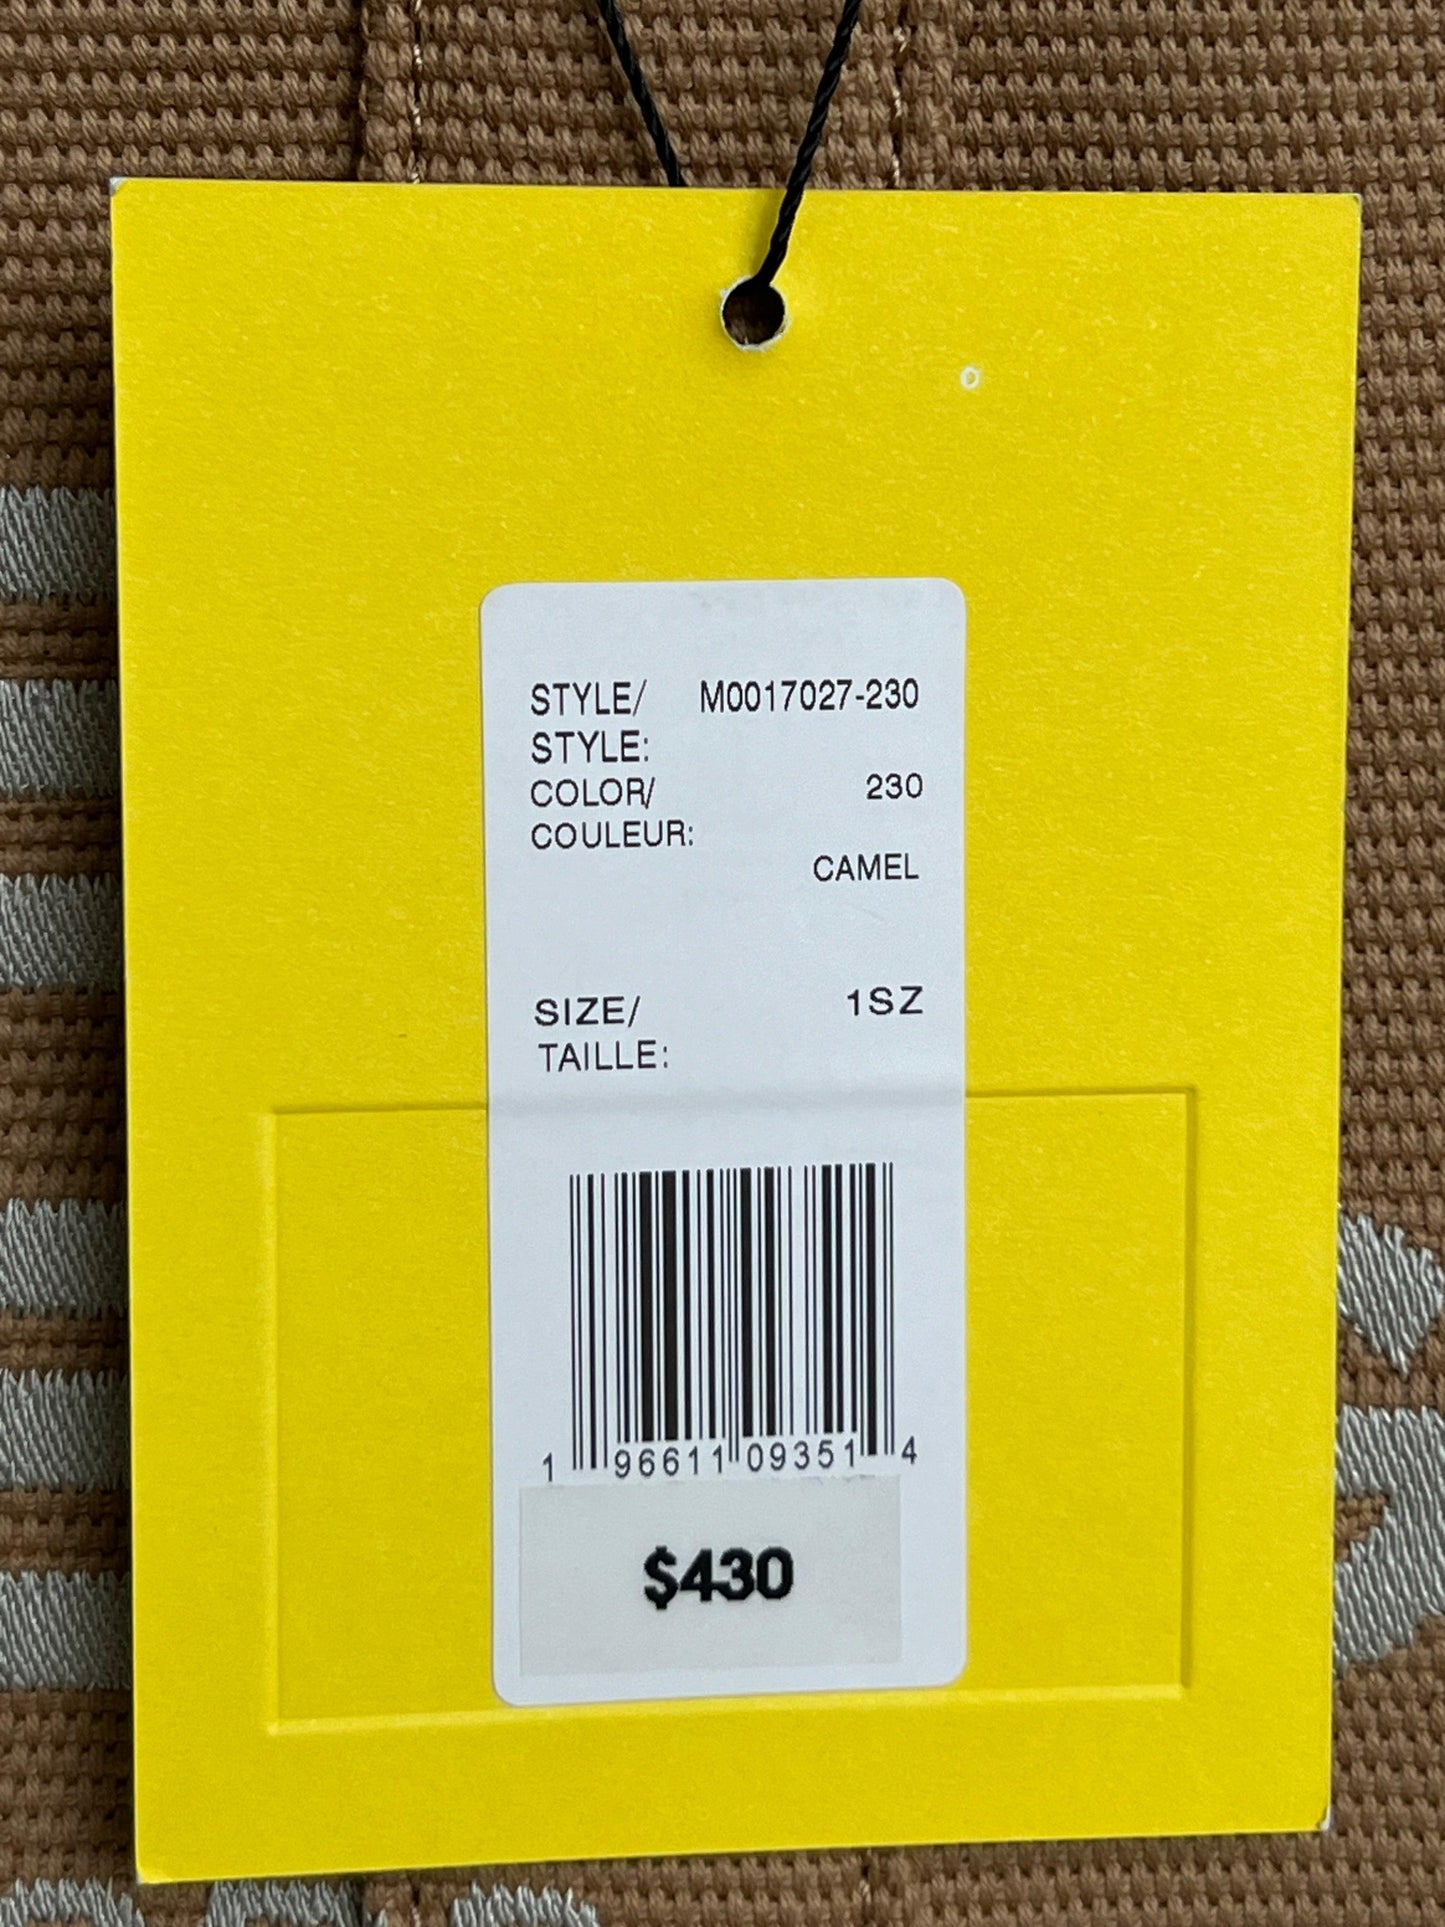 STYLE/ M0017027-230
STYLE:
COLOR/ 230
COULEUR:
CAMEL
SIZE/ 1SZ
TAILLE:
1 96611 09351 4
$430